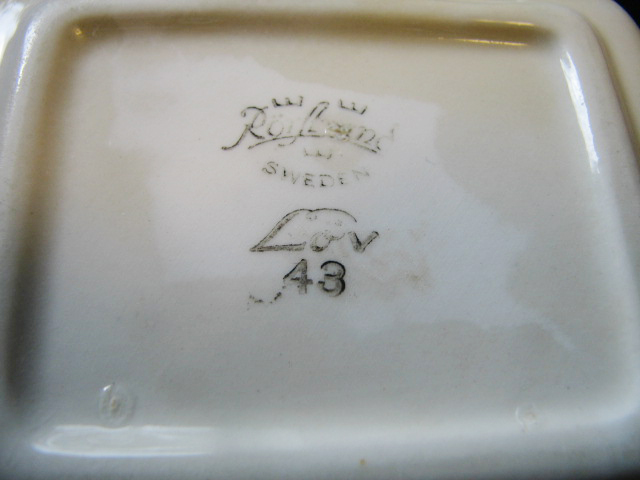 Rörstrand
SWEDEN
Löv
43